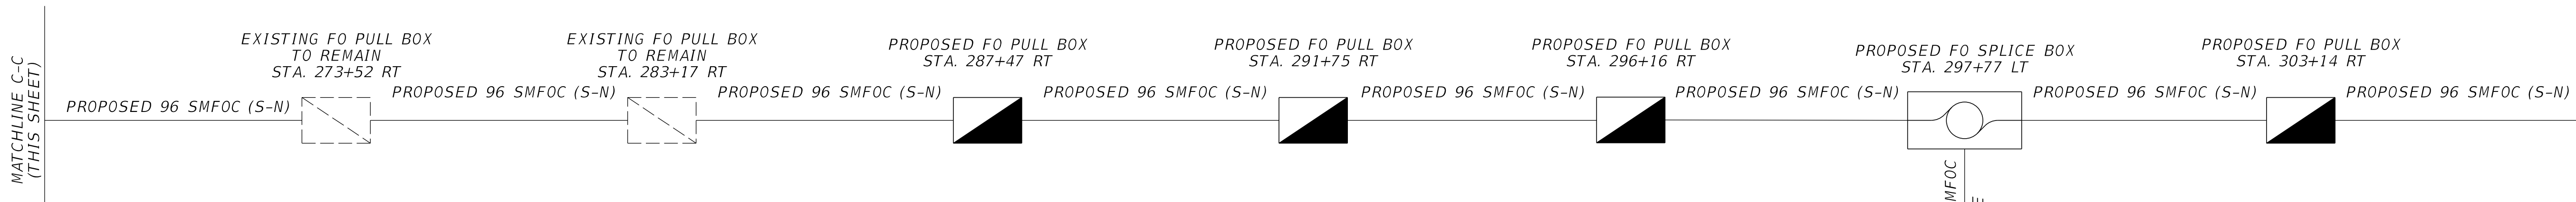 MATCHLINE C-C
(THIS SHEET)
PROPOSED 96 SMFOC (S-N)
EXISTING FO PULL BOX
TO REMAIN
STA. 273+52 RT
PROPOSED 96 SMFOC (S-N)
EXISTING FO PULL BOX
TO REMAIN
STA. 283+17 RT
PROPOSED 96 SMFOC (S-N)
PROPOSED FO PULL BOX
STA. 287+47 RT
PROPOSED 96 SMFOC (S-N)
PROPOSED FO PULL BOX
STA. 291+75 RT
PROPOSED 96 SMFOC (S-N)
PROPOSED FO PULL BOX
STA. 296+16 RT
PROPOSED 96 SMFOC (S-N)
PROPOSED FO SPLICE BOX
STA. 297+77 LT
MFOC
PROPOSED 96 SMFOC (S-N)
PROPOSED FO PULL BOX
STA. 303+14 RT
PROPOSED 96 SMFOC (S-N)